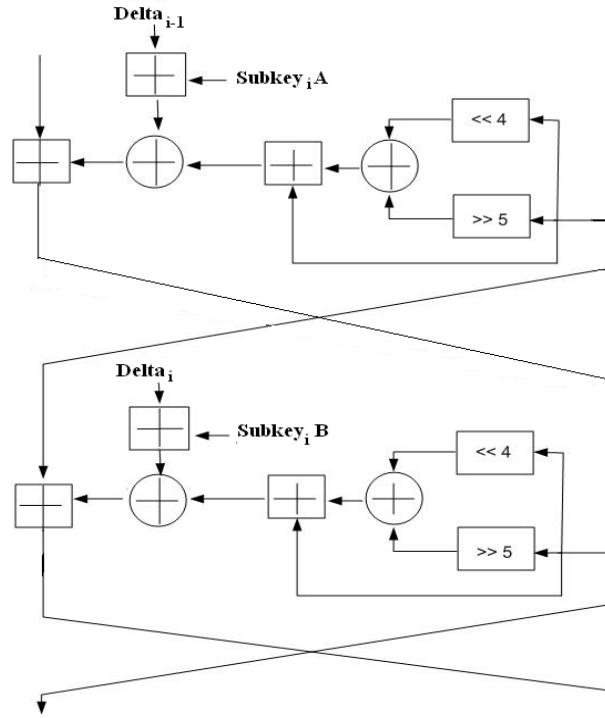 Delta i-1
Subkey i A
<< 4
>> 5
Delta i
Subkey i B
<< 4
>> 5